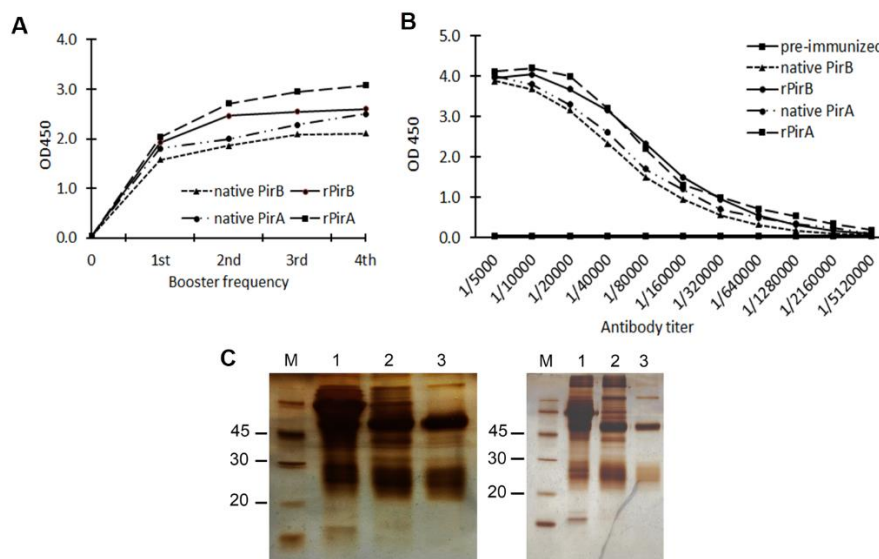 A
4.0
3.0
2.0
1.0
0.0
OD450
native PirB rPirB
native PirA rPirA
0 1st 2nd 3rd 4th
Booster frequency
B
5.0
4.0
3.0
2.0
1.0
0.0
OD 450
pre-immunized
native PirB
rPirB
native PirA
rPirA
1/5000 1/10000 1/20000 1/40000 1/80000 1/160000 1/320000 1/640000 1/1280000 1/2160000 1/5120000
Antibody titer
C
M 1 2 3
45
30
20
M 1 2 3
45
30
20